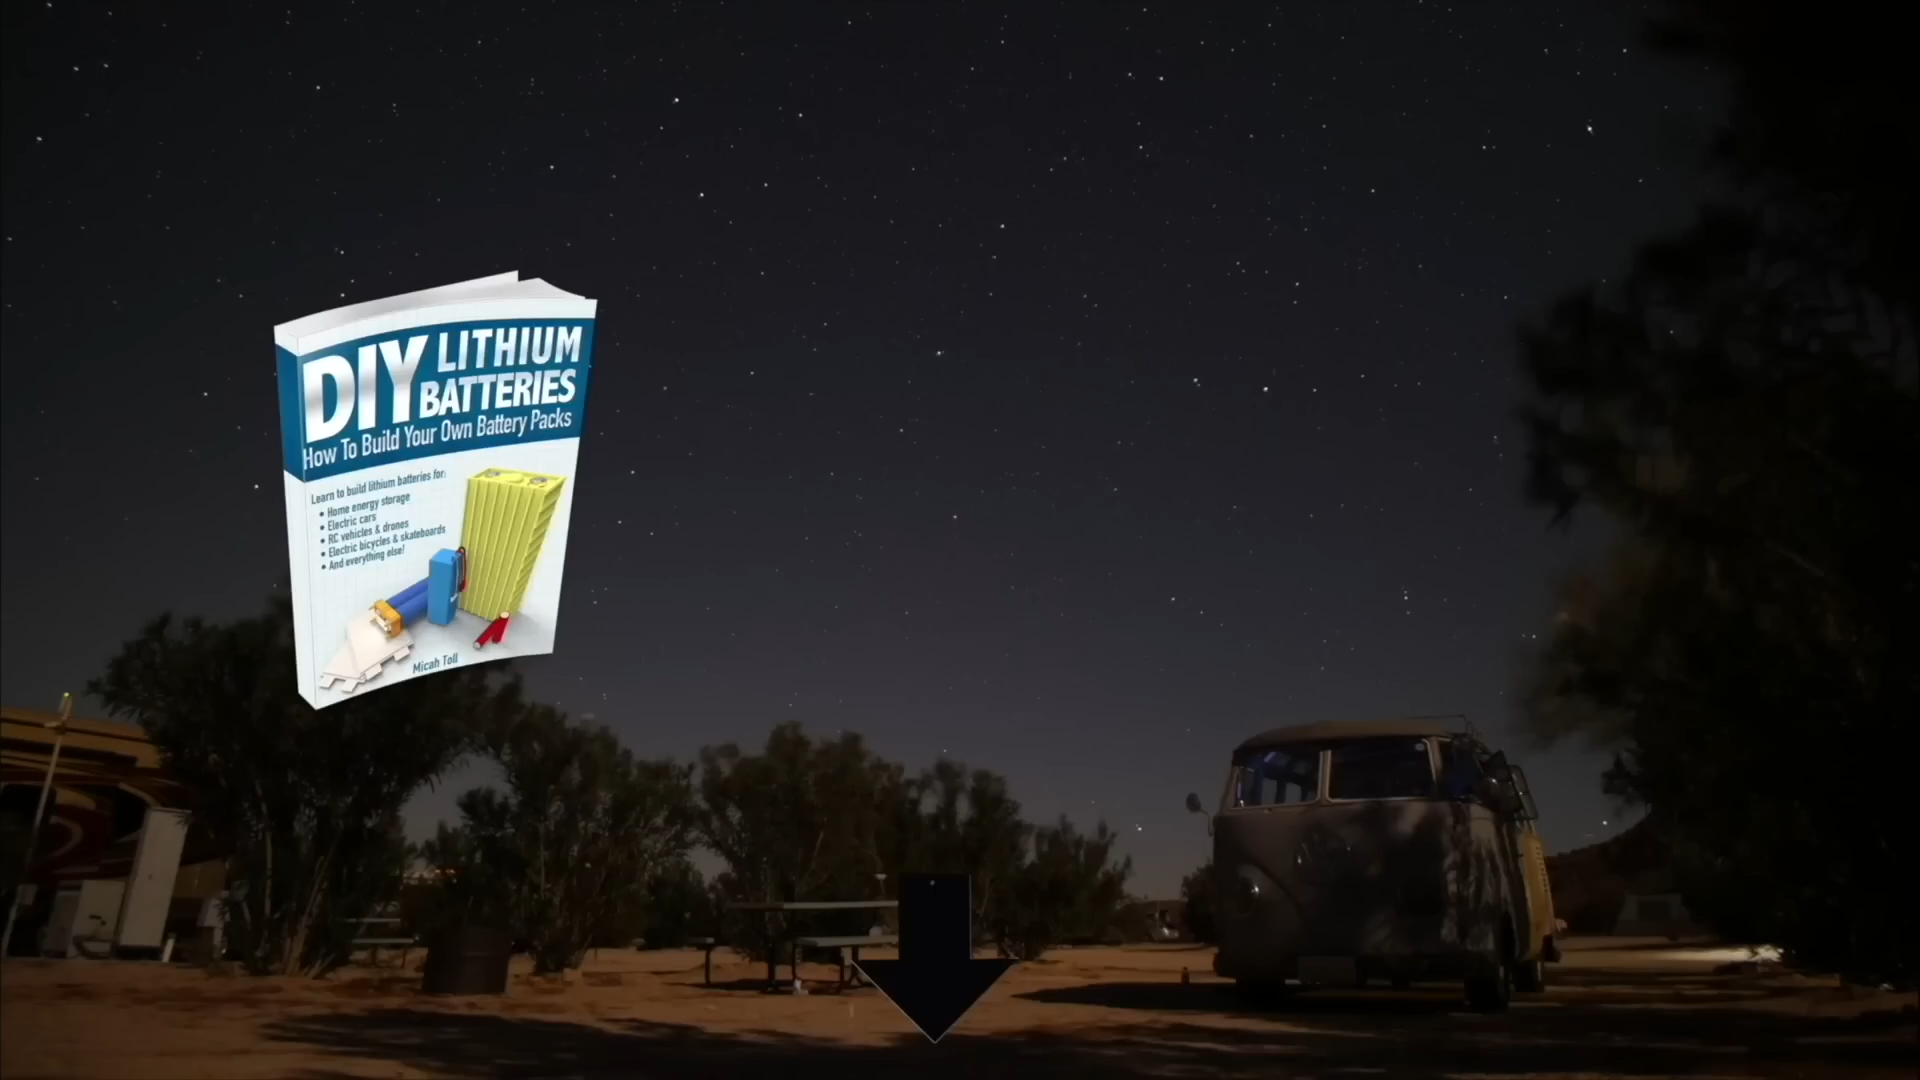 DIY LITHIUM
BATTERIES
How To Build Your Own Battery Packs
Learn to build lithium batteries for:
• Home energy storage
• Electric cars
• RC vehicles & drones
• Electric bicycles & skateboards
• And everything else!
Micah Toll